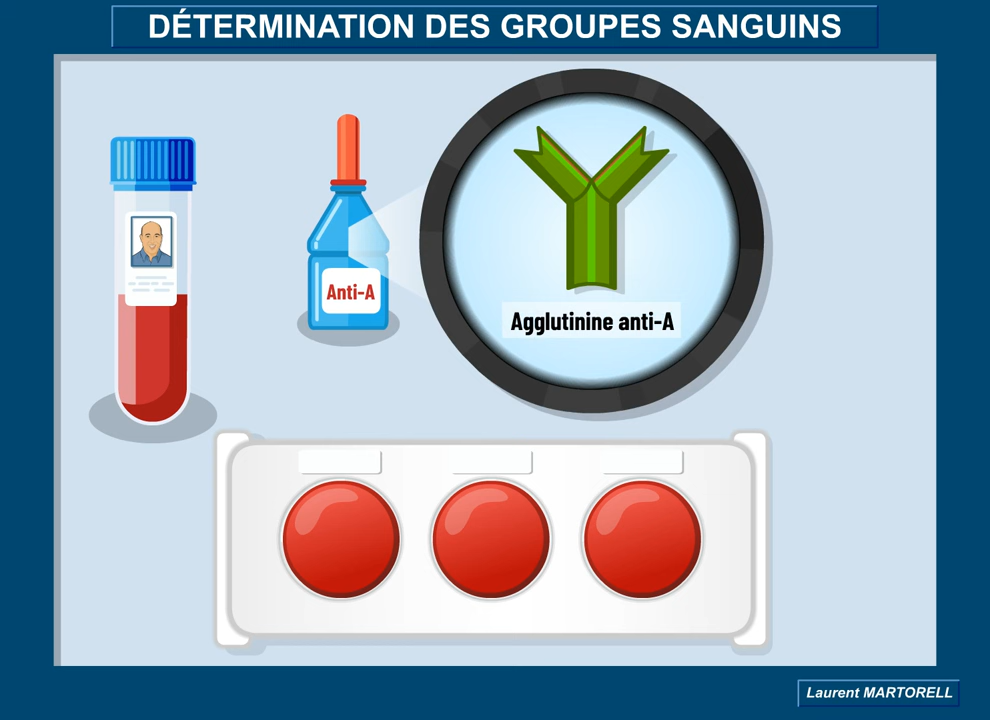 DÉTERMINATION DES GROUPES SANGUINS
Anti-A
Agglutinine anti-A
Laurent MARTORELL